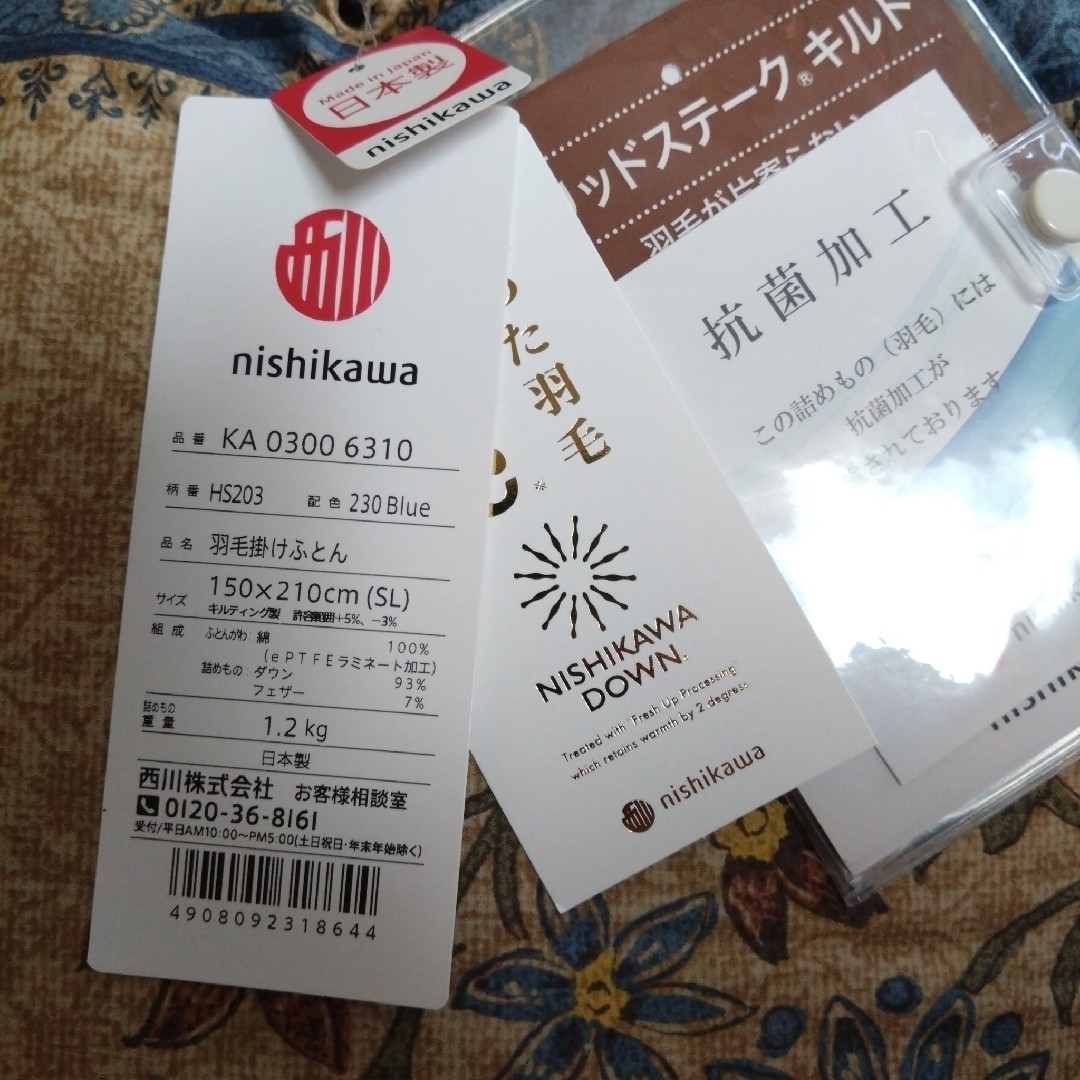 Made in Japan
日本製
nishikawa
西川
nishikawa
品番 KA 0300 6310
柄番 HS203 配色 230 Blue
品名 羽毛掛けふとん
サイズ 150×210cm (SL)
キルティング製 許容範囲+5%、-3%
組成 ふとんがわ 綿 100%
(ePTFEラミネート加工)
詰めもの:ダウン 93%
フェザー 7%
詰めもの
重量 1.2 kg
日本製
西川株式会社 お客様相談室
0120-36-8161
受付/平日AM10:00〜PM5:00(土日祝日・年末年始除く)
4908092318644
た羽毛
※
NISHIKAWA
DOWN®
Treated with "Fresh Up Processing"
which retains warmth by 2 degrees.
nishikawa
ッドステーク®キルト
羽毛が片寄らない
抗菌加工
この詰めもの(羽毛)には
抗菌加工が
されております